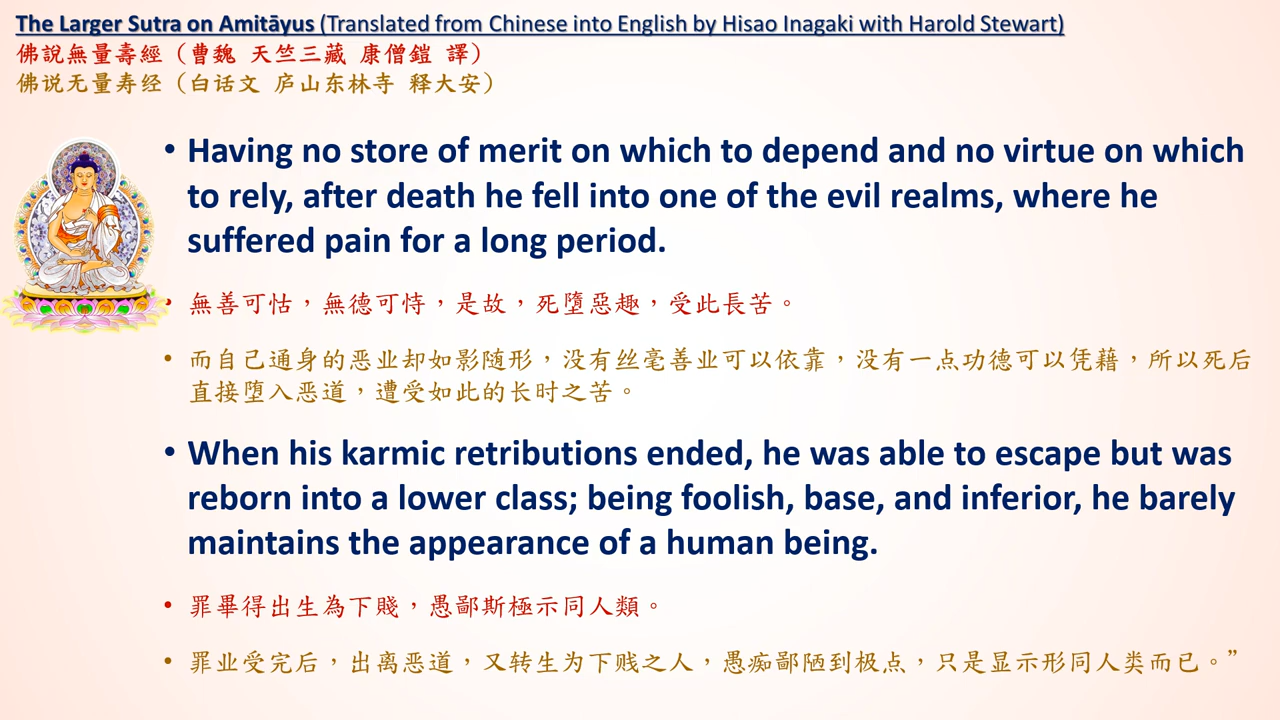 The Larger Sutra on Amitāyus (Translated from Chinese into English by Hisao Inagaki with Harold Stewart)
佛說無量壽經（曹魏 天竺三藏 康僧鎧 譯）
佛说无量寿经（白话文 庐山东林寺 释大安）
• Having no store of merit on which to depend and no virtue on which
to rely, after death he fell into one of the evil realms, where he
suffered pain for a long period.
• 無善可怙，無德可恃，是故，死墮惡趣，受此長苦。
• 而自己通身的恶业却如影随形，没有丝毫善业可以依靠，没有一点功德可以凭藉，所以死后
直接堕入恶道，遭受如此的长时之苦。
• When his karmic retributions ended, he was able to escape but was
reborn into a lower class; being foolish, base, and inferior, he barely
maintains the appearance of a human being.
• 罪畢得出生為下賤，愚鄙斯極示同人類。
• 罪业受完后，出离恶道，又转生为下贱之人，愚痴鄙陋到极点，只是显示形同人类而已。”